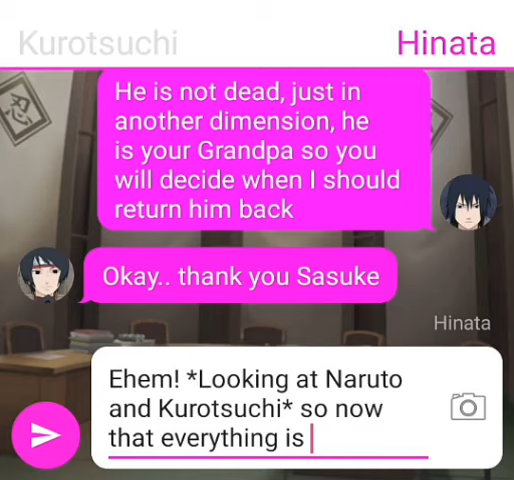 Kurotsuchi
Hinata
He is not dead, just in
another dimension, he
is your Grandpa so you
will decide when I should
return him back
Okay.. thank you Sasuke
Hinata
Ehem! *Looking at Naruto
and Kurotsuchi* so now
that everything is
忍